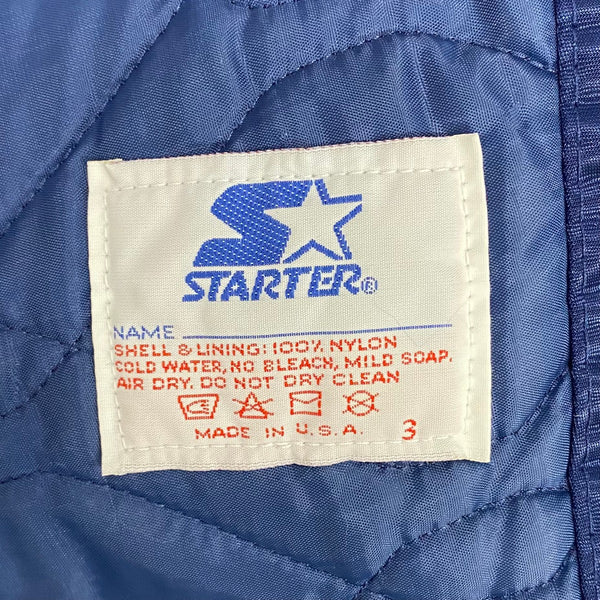 STARTER®
NAME
SHELL & LINING: 100% NYLON
COLD WATER, NO BLEACH, MILD SOAP.
AIR DRY. DO NOT DRY CLEAN
MADE IN U.S.A. 3